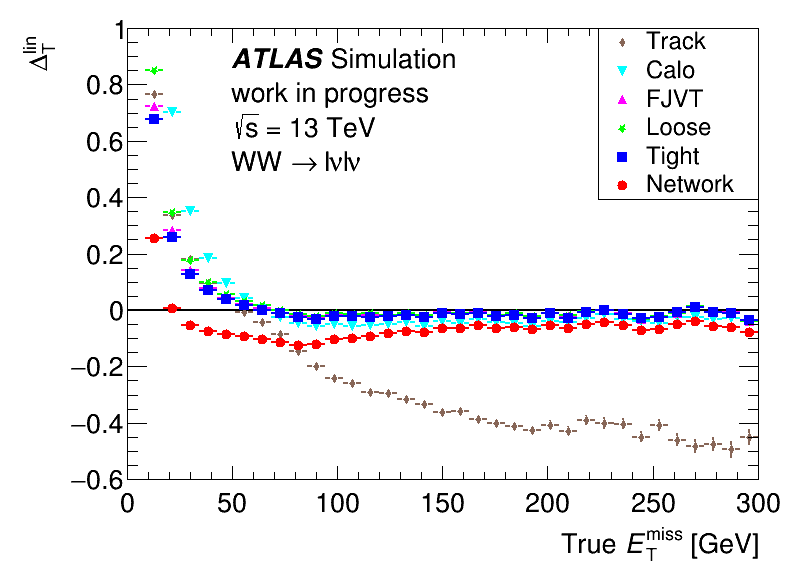 Δ_T^lin
1
0.8
0.6
0.4
0.2
0
−0.2
−0.4
−0.6
ATLAS Simulation
work in progress
√s = 13 TeV
WW → lνlν
Track
Calo
FJVT
Loose
Tight
Network
0 50 100 150 200 250 300
True E_T^miss [GeV]